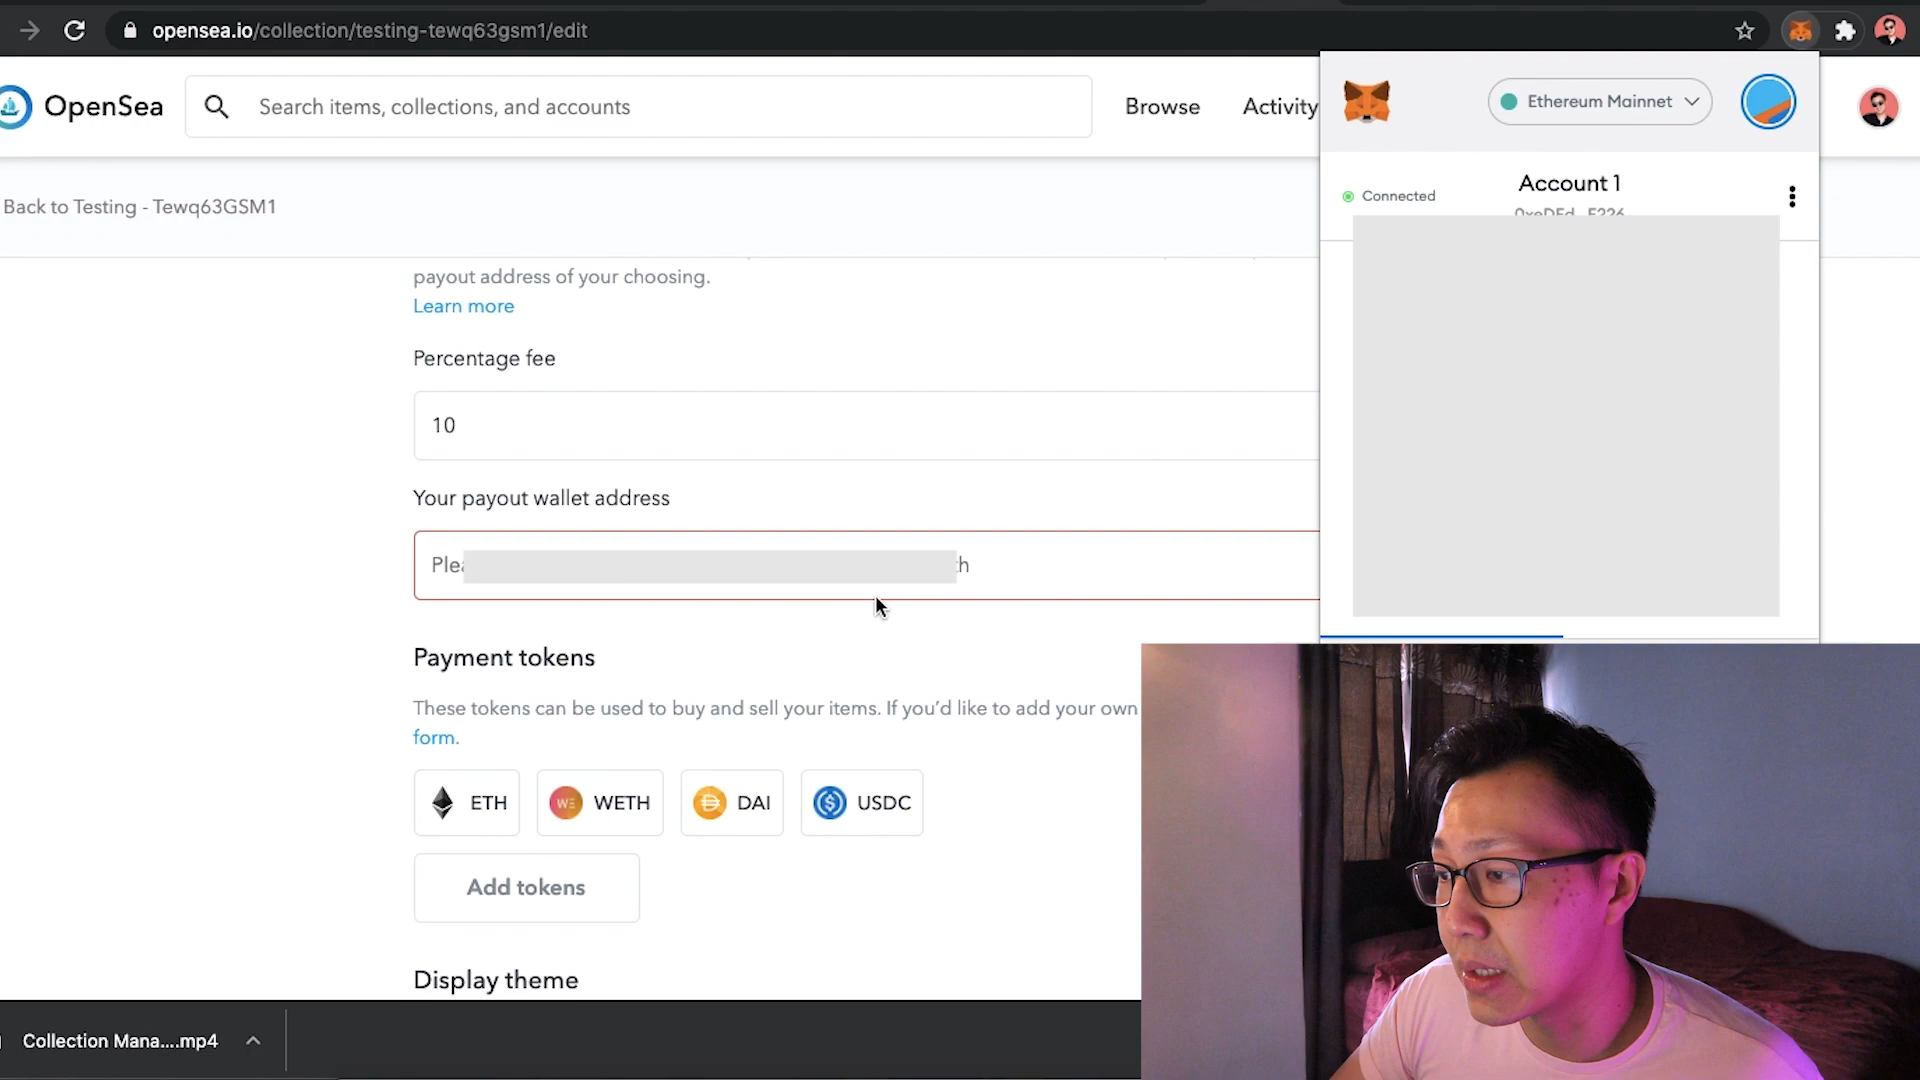 opensea.io/collection/testing-tewq63gsm1/edit
OpenSea
Search items, collections, and accounts
Browse
Activity
Ethereum Mainnet
Connected
Account 1
Back to Testing - Tewq63GSM1
payout address of your choosing.
Learn more
Percentage fee
10
Your payout wallet address
Payment tokens
These tokens can be used to buy and sell your items. If you'd like to add your own
form.
ETH
WE
WETH
DAI
USDC
Add tokens
Display theme
Collection Mana....mp4